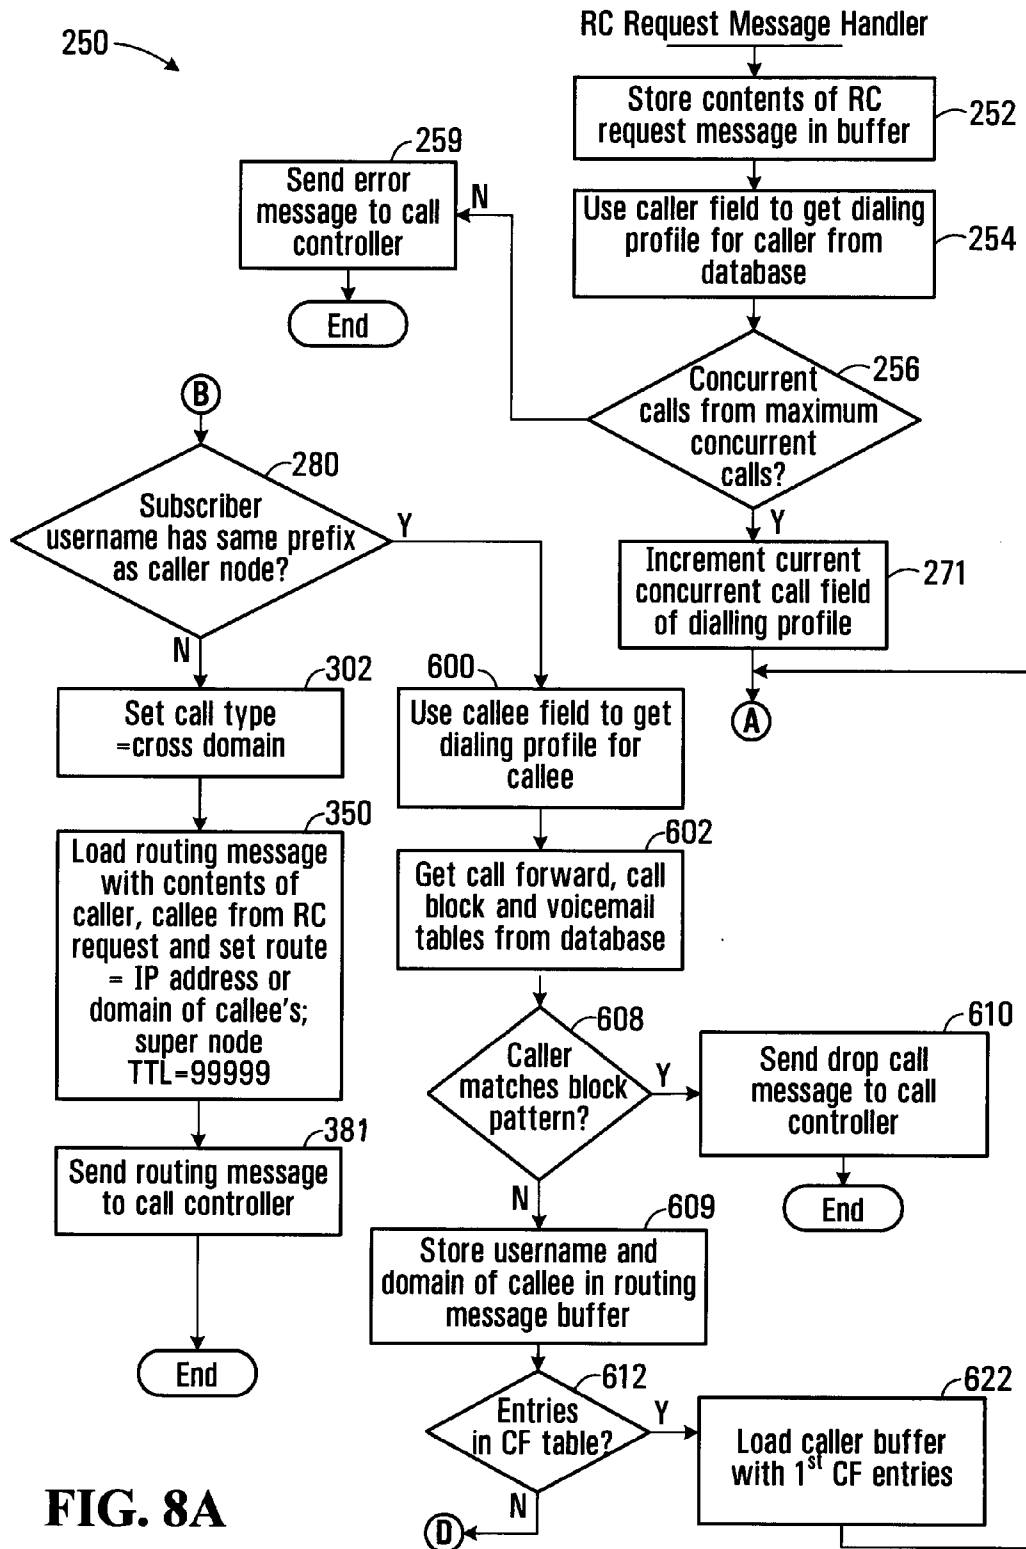 250
RC Request Message Handler
Store contents of RC
request message in buffer
252
Use caller field to get dialing
profile for caller from
database
254
259
Send error
message to call
controller
N
End
Concurrent
calls from maximum
concurrent
calls?
256
Y
Increment current
concurrent call field
of dialling profile
271
A
B
280
Subscriber
username has same prefix
as caller node?
Y
N
302
Set call type
=cross domain
350
Load routing message
with contents of
caller, callee from RC
request and set route
= IP address or
domain of callee's;
super node
TTL=99999
381
Send routing message
to call controller
End
600
Use callee field to get
dialing profile for
callee
602
Get call forward, call
block and voicemail
tables from database
608
Caller
matches block
pattern?
Y
610
Send drop call
message to call
controller
End
N
609
Store username and
domain of callee in routing
message buffer
612
Entries
in CF table?
Y
622
Load caller buffer
with 1st CF entries
N
D
FIG. 8A